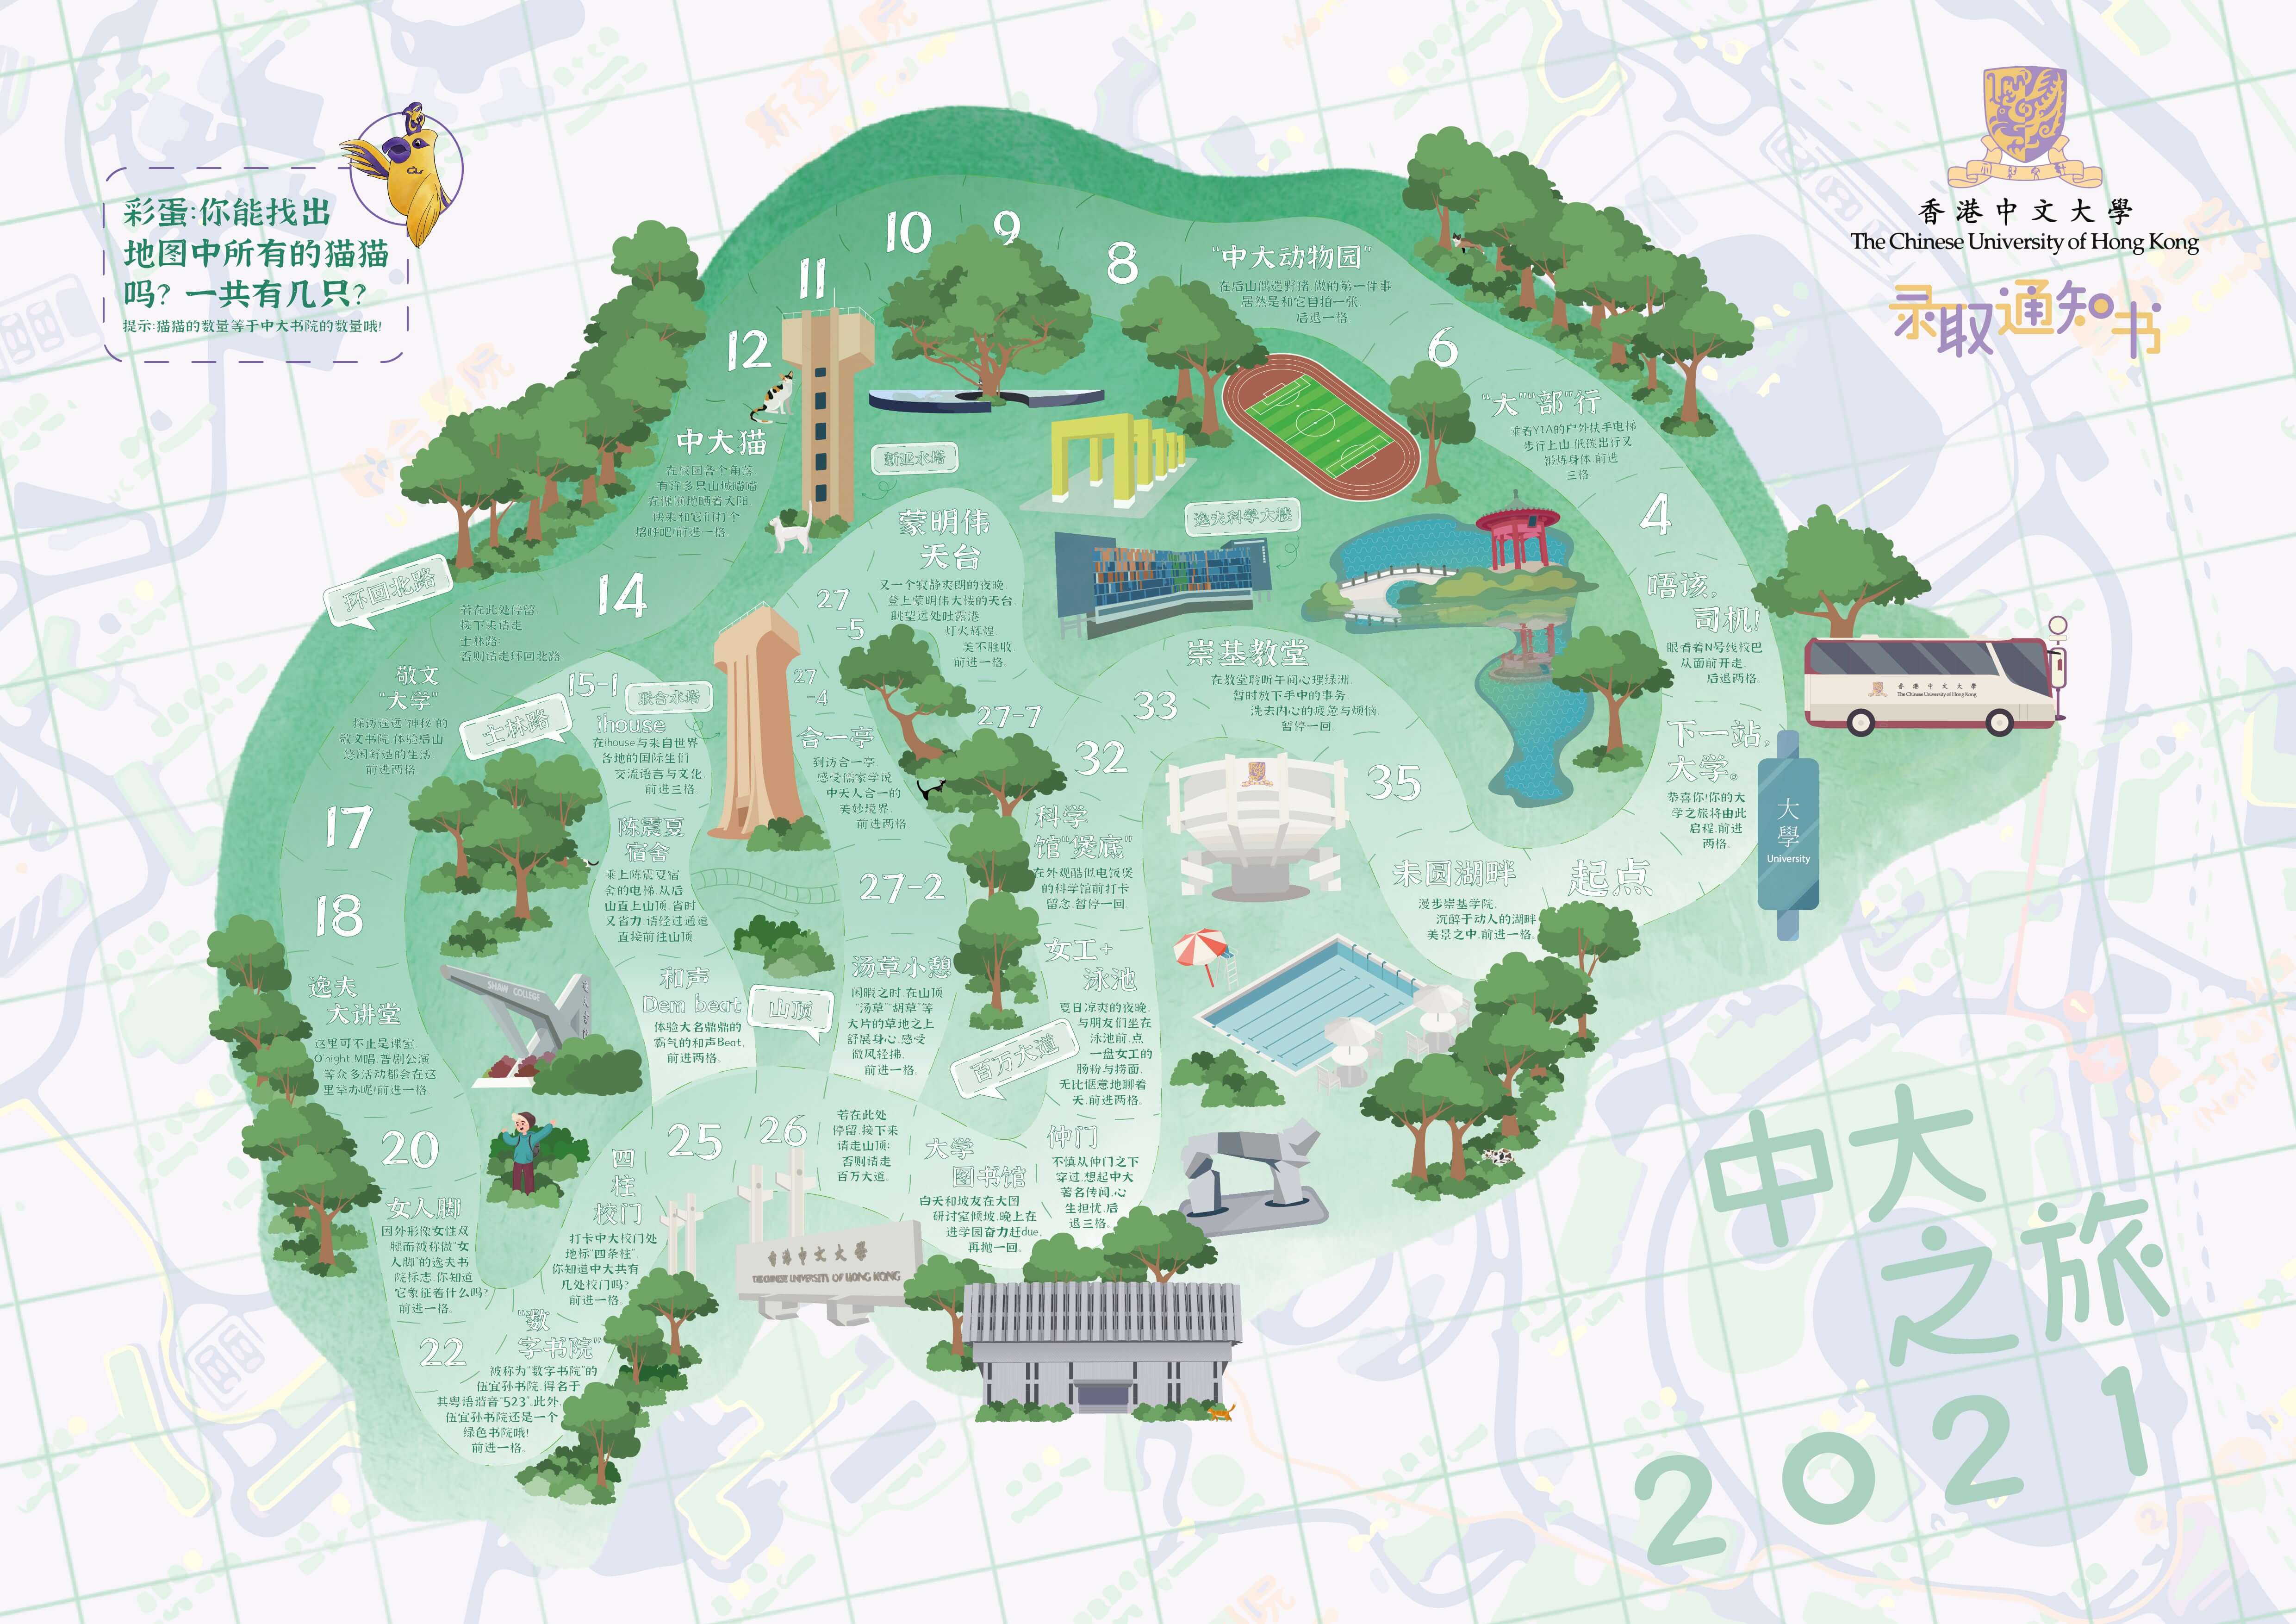 彩蛋:你能找出
地图中所有的猫猫
吗? 一共有几只?
提示:猫猫的数量等于中大书院的数量哦!
香港中文大學
The Chinese University of Hong Kong
录取通知书
起点
下一站,
大学。
恭喜你!你的大
学之旅将由此
启程,前进
两格。
大
學
University
香港中文大學
The Chinese University of Hong Kong
唔该,
司机!
眼看着N号线校巴
从面前开走,
后退两格。
4
“大”“部”行
乘着YIA的户外扶手电梯
步行上山,低碳出行又
锻炼身体,前进
三格
6
“中大动物园”
在后山偶遇野猪,做的第一件事
居然是和它自拍一张,
后退一格
8
9
10
11
12
中大猫
在校园各个角落,
有许多只山城喵喵
在慵懒地晒着太阳
快来和它们打个
招呼吧!前进一格。
新亚水塔
逸夫科学大楼
14
环回北路
若在此处停留,
接下来请走
士林路;
否则请走环回北路。
敬文
“大学”
探访遥远“神秘”的
敬文书院,体验后山
悠闲舒适的生活
前进两格
士林路
15-1
联合水塔
ihouse
在ihouse与来自世界
各地的国际生们
交流语言与文化,
前进三格
陈震夏
宿舍
乘上陈震夏宿
舍的电梯,从后
山直上山顶,省时
又省力,请经过通道
直接前往山顶
和声
Dem beat
体验大名鼎鼎的
霸气的和声Beat,
前进两格。
17
18
逸夫
大讲堂
这里可不止是课室,
O'night,M唱,普剧公演
等众多活动都会在这
里举办呢!前进一格
SHAW COLLEGE
20
女人脚
因外形像女性双
腿而被称做“女
人脚”的逸夫书
院标志,你知道
它象征着什么吗?
前进一格。
22
“数
字书院”
被称为“数字书院”的
伍宜孙书院,得名于
其粤语谐音“523”,此外,
伍宜孙书院还是一个
绿色书院哦!
前进一格。
四
柱
校门
打卡中大校门处
地标“四条柱”,
你知道中大共有
几处校门吗?
前进一格
25
26
香港中文大學
THE CHINESE UNIVERSITY OF HONG KONG
若在此处
停留,接下来
请走山顶;
否则请走
百万大道。
山顶
汤草小憩
闲暇之时,在山顶
“汤草”“胡草”等
大片的草地之上
舒展身心,感受
微风轻拂,
前进一格。
27-2
合一亭
到访合一亭,
感受儒家学说
中天人合一的
美妙境界,
前进两格
27
-4
27
-5
蒙明伟
天台
又一个寂静爽朗的夜晚,
登上蒙明伟大楼的天台
眺望远处吐露港
灯火辉煌,
美不胜收
前进一格
27-7
百万大道
大学
图书馆
白天和坡友在大图
研讨室倾坡,晚上在
进学园奋力赶due,
再抛一回。
仲门
不慎从仲门之下
穿过,想起中大
著名传闻,心
生担忧,后
退三格。
女工+
泳池
夏日凉爽的夜晚,
与朋友们坐在
泳池前,点
一盘女工的
肠粉与捞面,
无比惬意地聊着
天,前进两格。
科学
馆“煲底”
在外观酷似电饭煲
的科学馆前打卡
留念,暂停一回。
32
33
崇基教堂
在教堂聆听午间心理绿洲,
暂时放下手中的事务,
洗去内心的疲惫与烦恼,
暂停一回
35
未圆湖畔
漫步崇基学院,
沉醉于动人的湖畔
美景之中,前进一格。
中大
之旅
2021